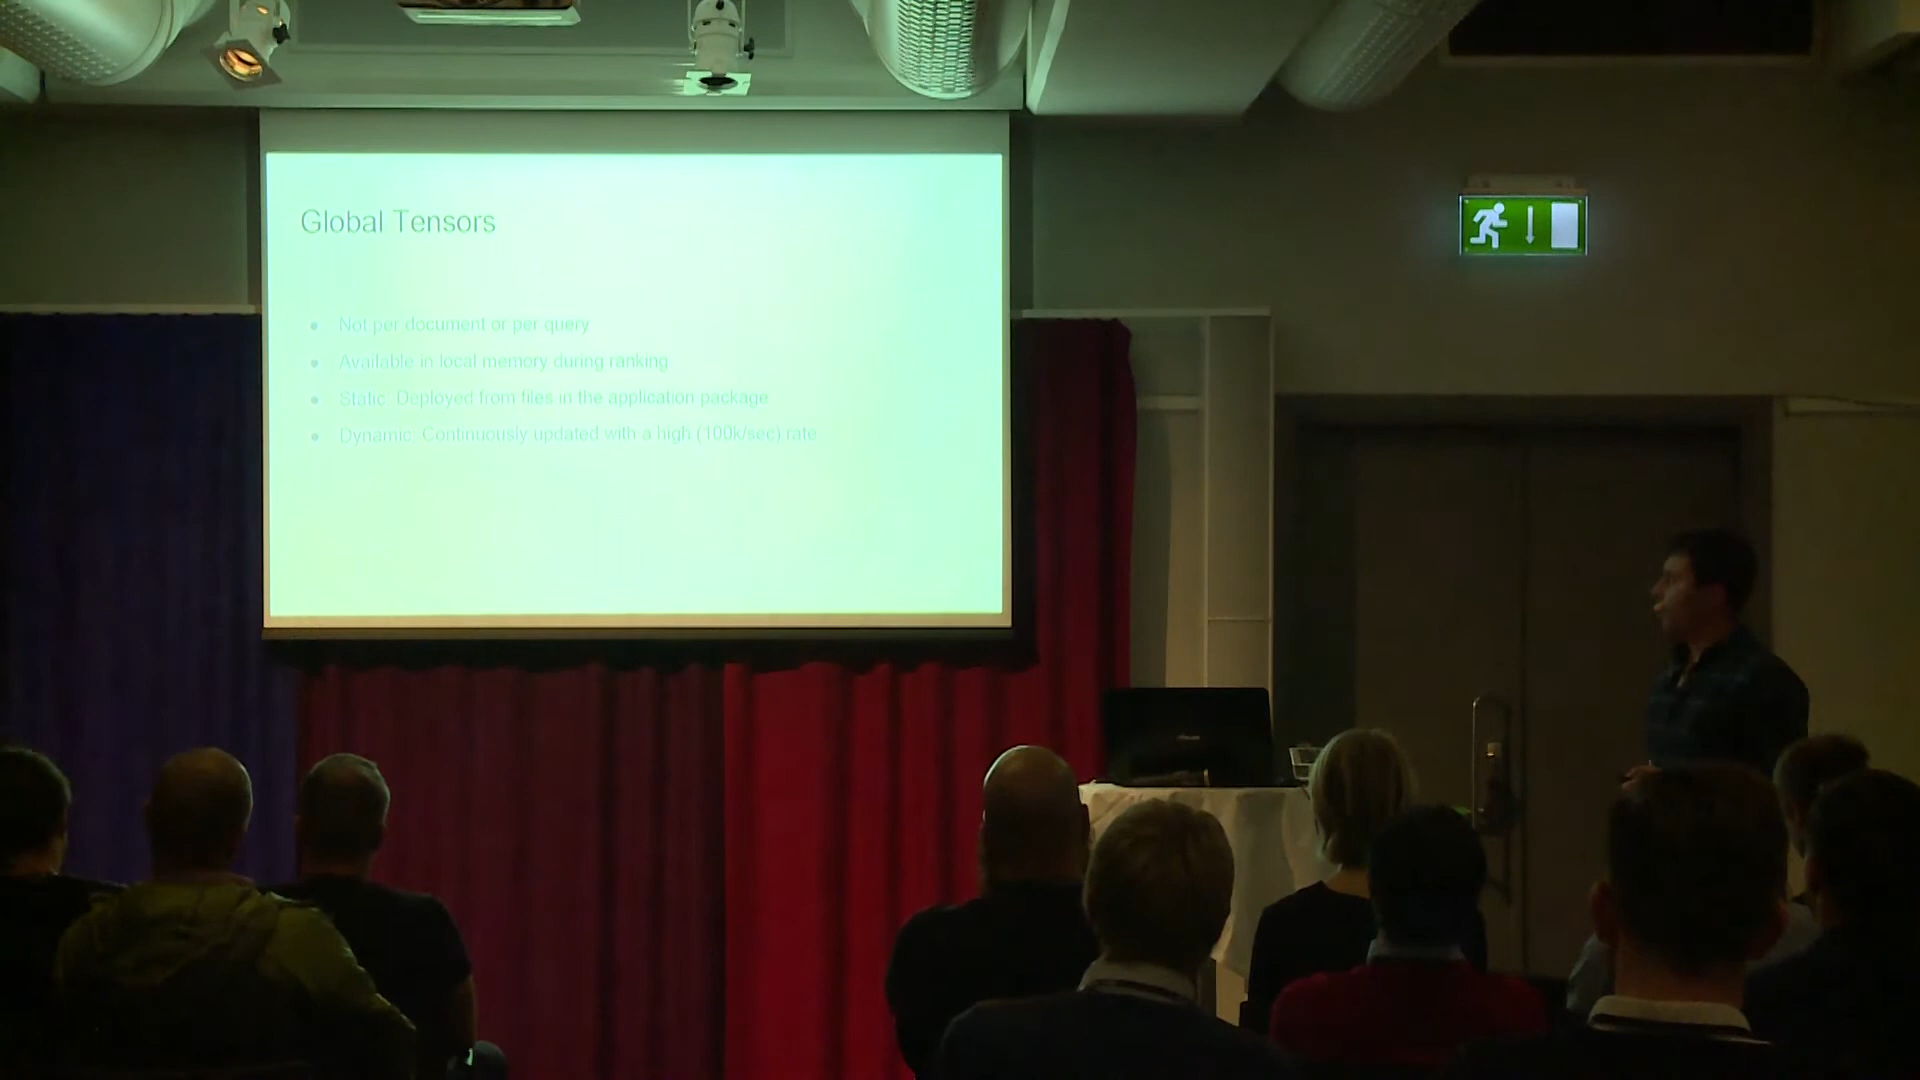 Global Tensors
Not per document or per query
Available in local memory during ranking
Static: Deployed from files in the application package
Dynamic: Continuously updated with a high (100k/sec) rate